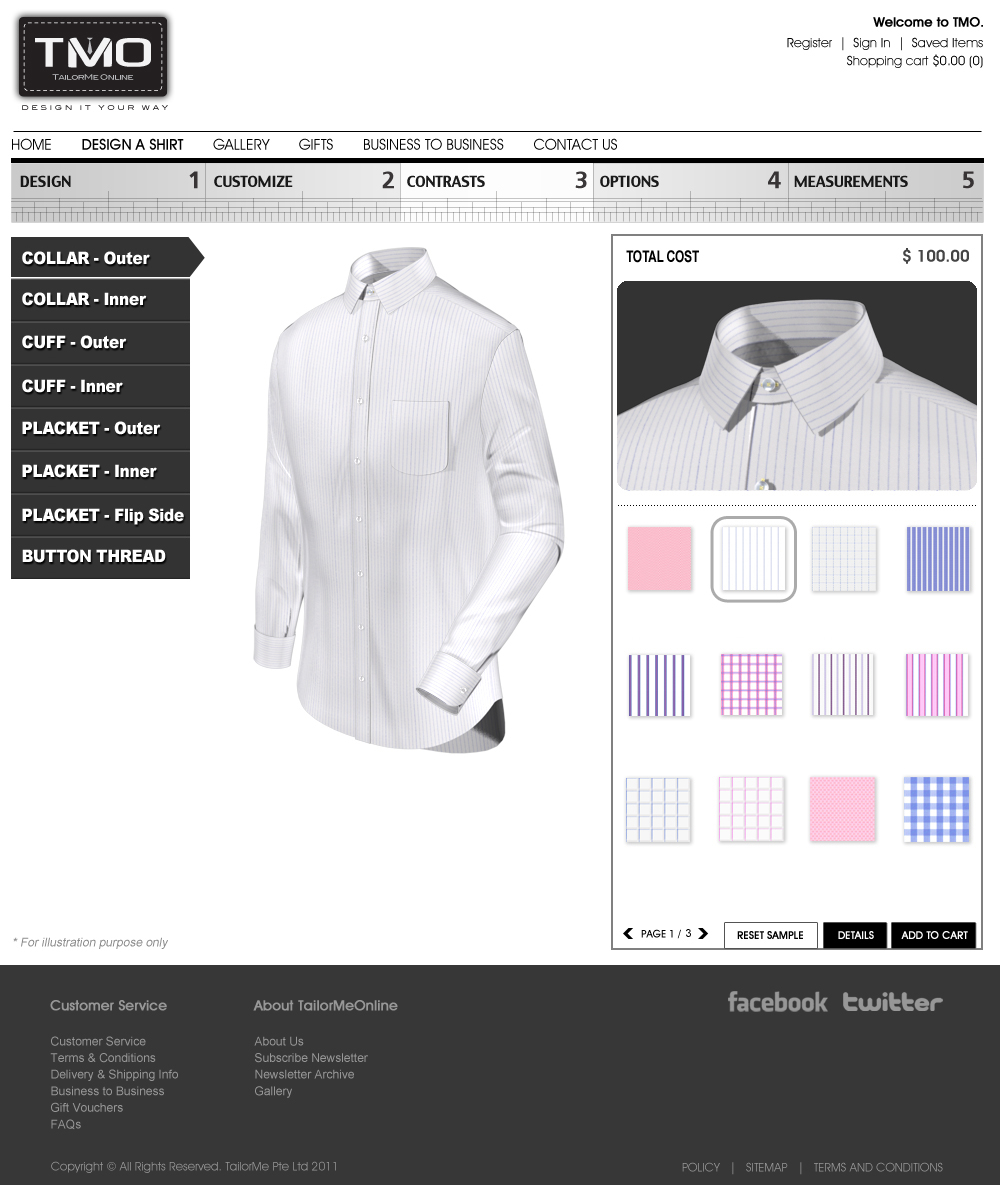 TMO
TAILORME ONLINE
DESIGN IT YOUR WAY
Welcome to TMO.
Register | Sign In | Saved Items
Shopping cart $0.00 (0)
HOME DESIGN A SHIRT GALLERY GIFTS BUSINESS TO BUSINESS CONTACT US
DESIGN 1 CUSTOMIZE 2 CONTRASTS 3 OPTIONS 4 MEASUREMENTS 5
COLLAR - Outer
COLLAR - Inner
CUFF - Outer
CUFF - Inner
PLACKET - Outer
PLACKET - Inner
PLACKET - Flip Side
BUTTON THREAD
TOTAL COST $ 100.00
PAGE 1 / 3 RESET SAMPLE DETAILS ADD TO CART
* For illustration purpose only
Customer Service
Customer Service
Terms & Conditions
Delivery & Shipping Info
Business to Business
Gift Vouchers
FAQs
About TailorMeOnline
About Us
Subscribe Newsletter
Newsletter Archive
Gallery
facebook twitter
Copyright © All Rights Reserved. TailorMe Pte Ltd 2011
POLICY | SITEMAP | TERMS AND CONDITIONS